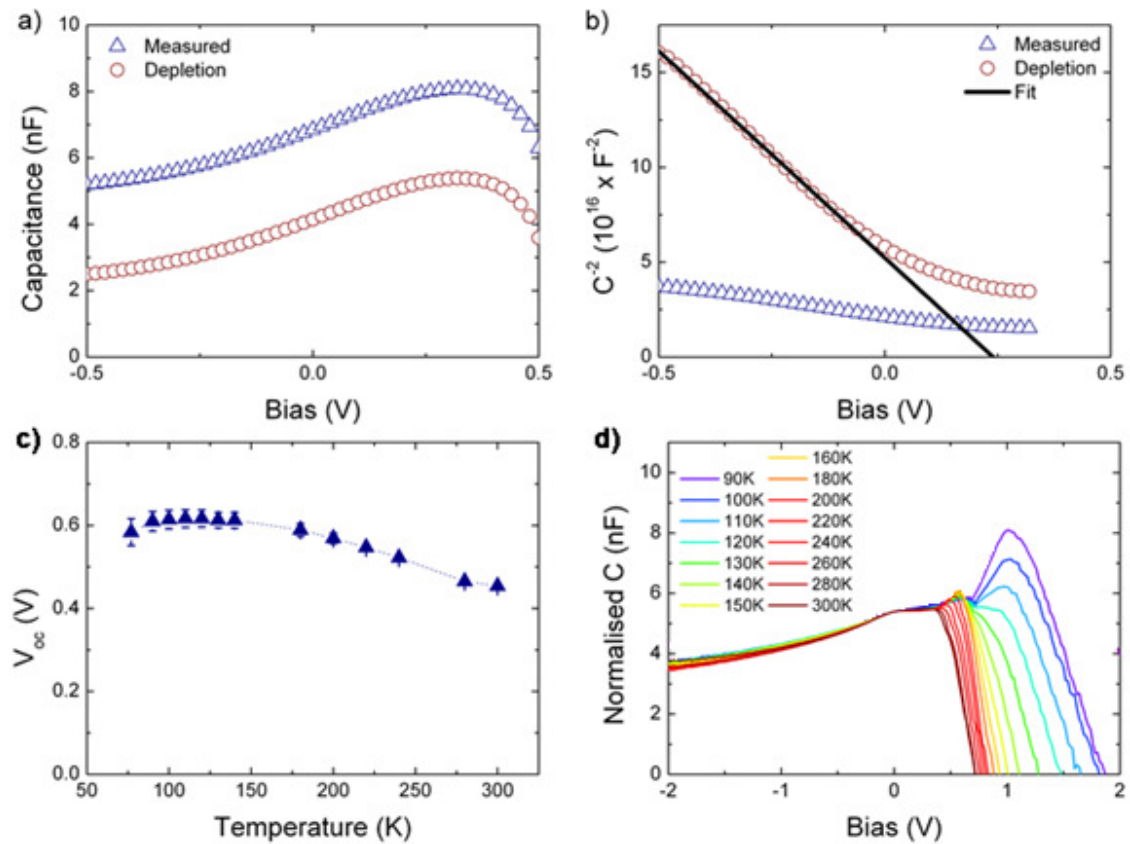 a)
10
8
6
4
2
0
Capacitance (nF)
Measured
Depletion
-0.5
0.0
0.5
Bias (V)
b)
15
10
5
0
C⁻² (10¹⁶ x F⁻²)
Measured
Depletion
Fit
-0.5
0.0
0.5
Bias (V)
c)
0.8
0.6
0.4
0.2
0.0
V_oc (V)
50
100
150
200
250
300
Temperature (K)
d)
10
8
6
4
2
0
Normalised C (nF)
90K
100K
110K
120K
130K
140K
150K
160K
180K
200K
220K
240K
260K
280K
300K
-2
-1
0
1
2
Bias (V)